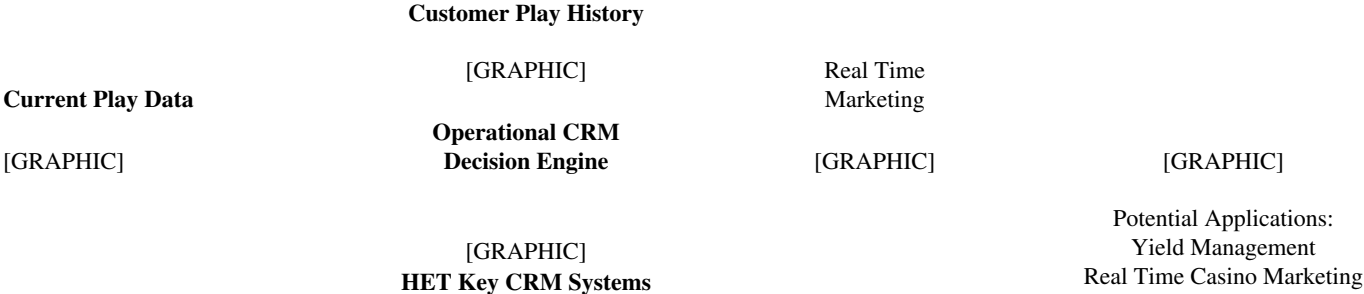 Customer Play History
[GRAPHIC]
Real Time
Current Play Data
Marketing
Operational CRM
[GRAPHIC]
Decision Engine
[GRAPHIC]
[GRAPHIC]
Potential Applications:
[GRAPHIC]
Yield Management
HET Key CRM Systems
Real Time Casino Marketing